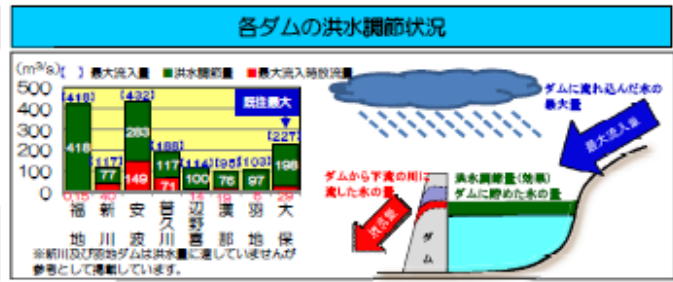 各ダムの洪水調節状況
(m³/s)【 】最大流入量 ■洪水調節量 ■最大流入時放流量
500
400
300
200
100
0
【418】
418
0.15
【117】
77
40
【432】
283
149
【188】
117
71
【114】
100
14
【95】
76
19
【103】
97
6
既往最大
【227】
198
29
福地
新川
安波
普久川
辺野喜
漢那
羽地
大保
※新川及び羽地ダムは洪水量に達していませんが
参考として掲載しています。
ダムに流れ込んだ水の
最大量
最大流入量
ダムから下流の川に
流した水の量
放流量
洪水調節量(効果)
ダムに貯めた水の量
ダム